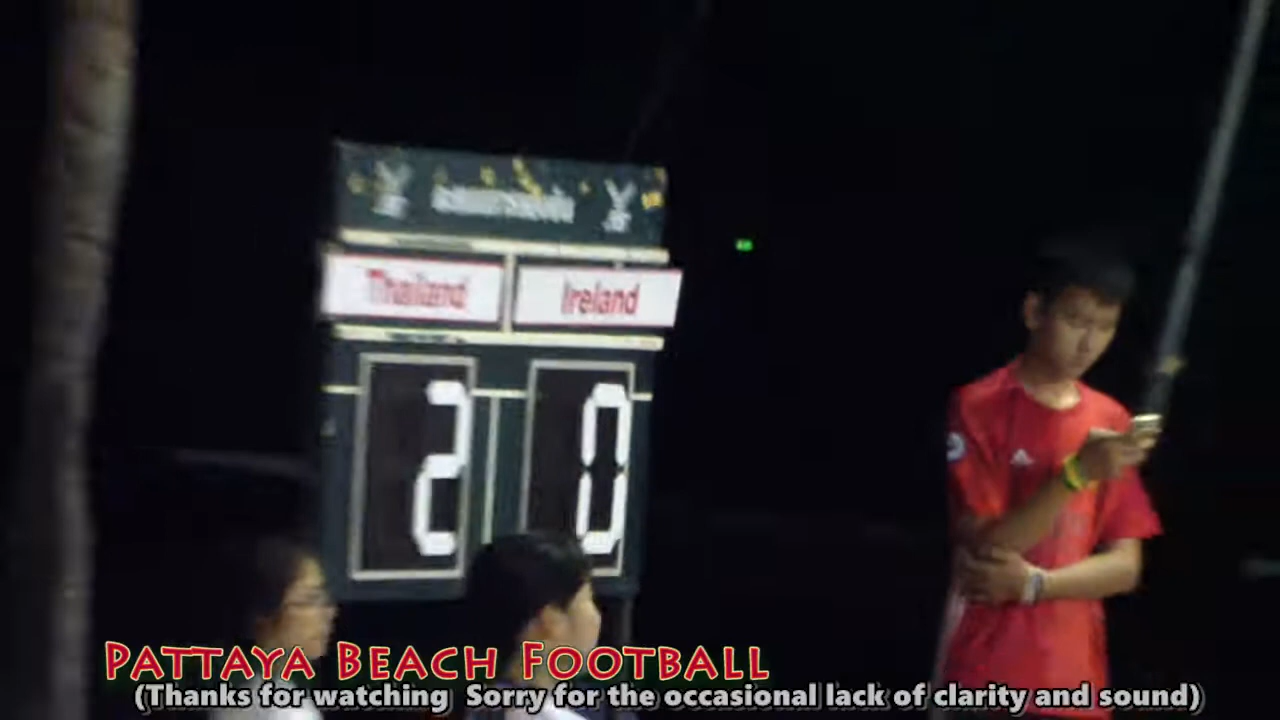 Thailand Ireland
2 0
PATTAYA BEACH FOOTBALL
(Thanks for watching Sorry for the occasional lack of clarity and sound)